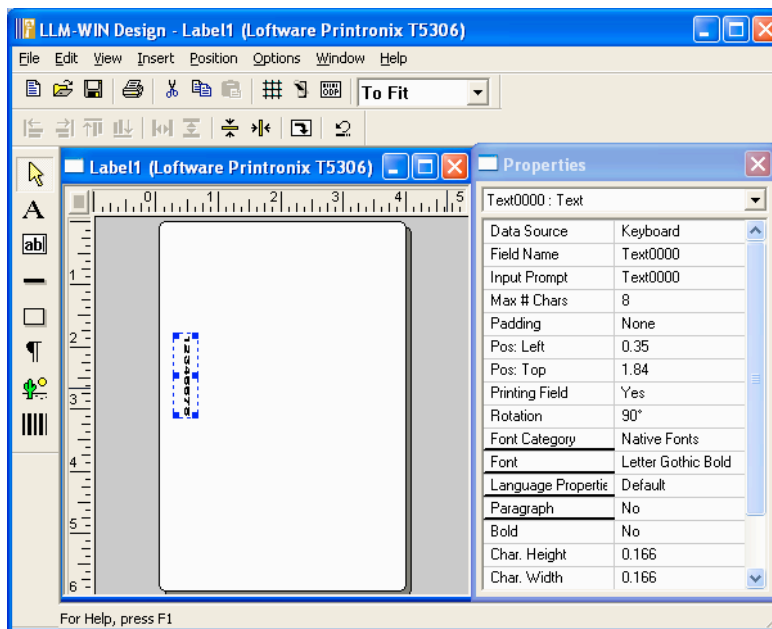 LLM-WIN Design - Label1 (Loftware Printronix T5306)
File Edit View Insert Position Options Window Help
To Fit
Label1 (Loftware Printronix T5306)
0 1 2 3 4 5
1
2
3
4
5
6
A
ab
¶
12345678
Properties
Text0000 : Text
Data Source Keyboard
Field Name Text0000
Input Prompt Text0000
Max # Chars 8
Padding None
Pos: Left 0.35
Pos: Top 1.84
Printing Field Yes
Rotation 90°
Font Category Native Fonts
Font Letter Gothic Bold
Language Propertie Default
Paragraph No
Bold No
Char. Height 0.166
Char. Width 0.166
For Help, press F1